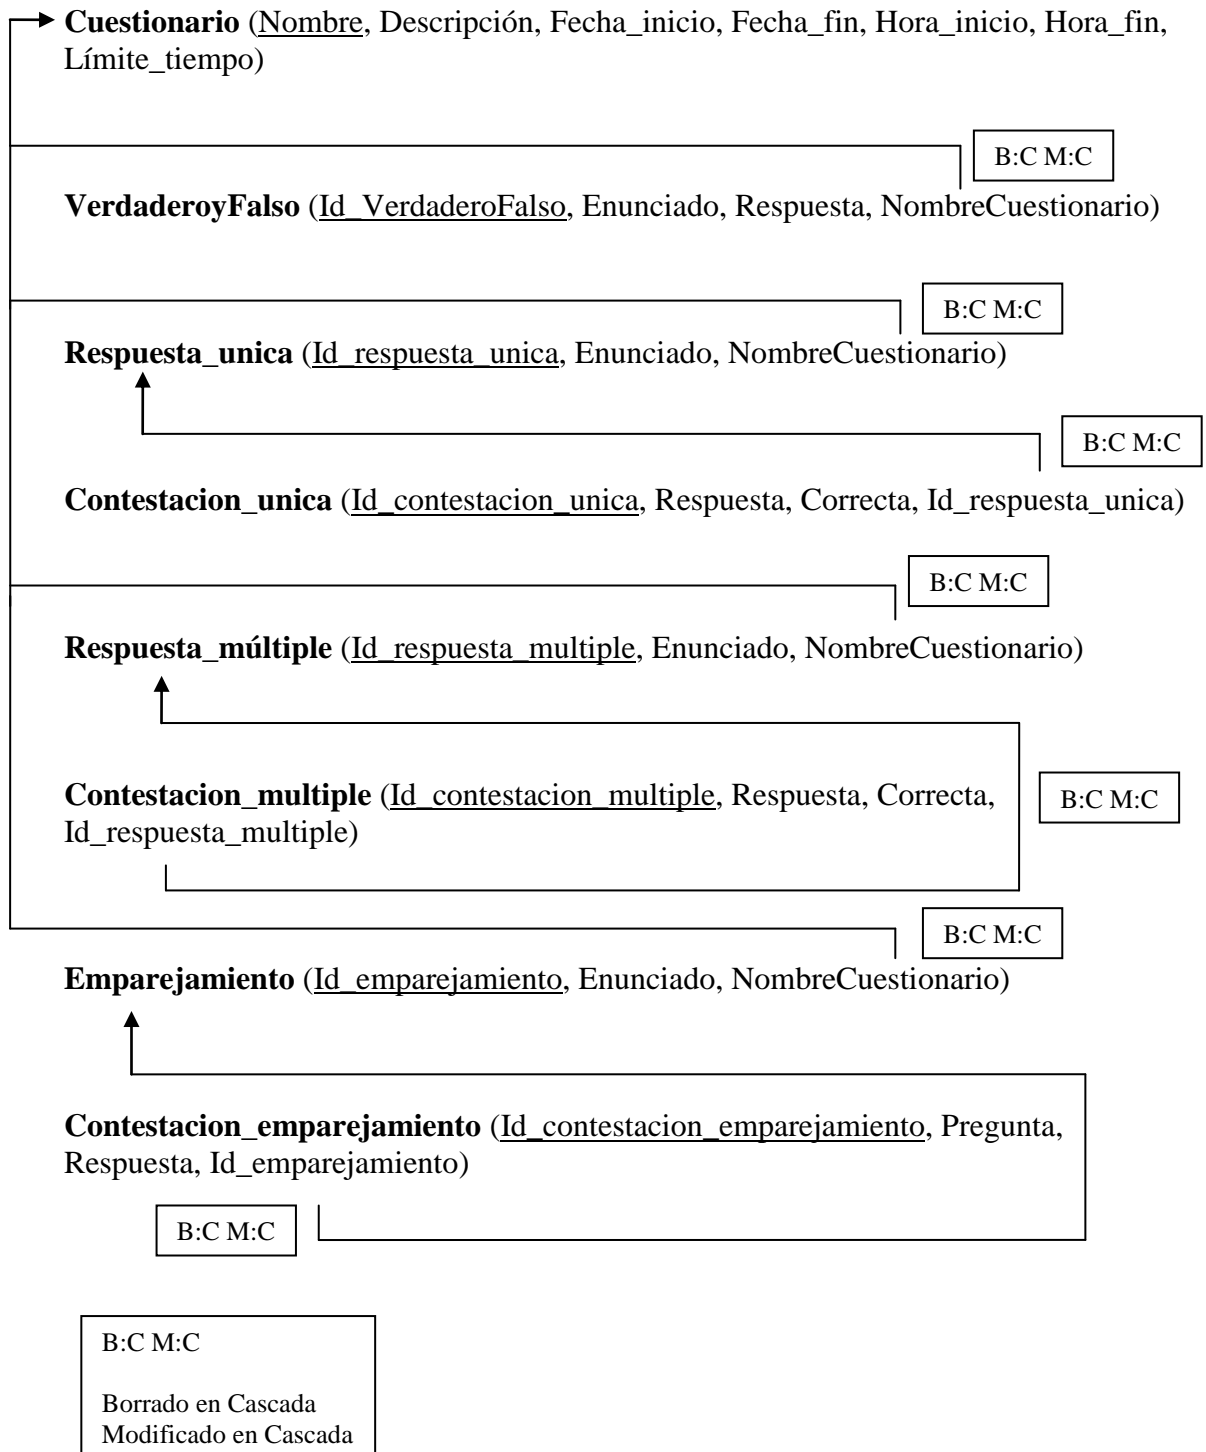 Cuestionario (Nombre, Descripción, Fecha_inicio, Fecha_fin, Hora_inicio, Hora_fin,
Límite_tiempo)
B:C M:C
VerdaderoyFalso (Id_VerdaderoFalso, Enunciado, Respuesta, NombreCuestionario)
B:C M:C
Respuesta_unica (Id_respuesta_unica, Enunciado, NombreCuestionario)
B:C M:C
Contestacion_unica (Id_contestacion_unica, Respuesta, Correcta, Id_respuesta_unica)
B:C M:C
Respuesta_múltiple (Id_respuesta_multiple, Enunciado, NombreCuestionario)
Contestacion_multiple (Id_contestacion_multiple, Respuesta, Correcta,
Id_respuesta_multiple)
B:C M:C
B:C M:C
Emparejamiento (Id_emparejamiento, Enunciado, NombreCuestionario)
Contestacion_emparejamiento (Id_contestacion_emparejamiento, Pregunta,
Respuesta, Id_emparejamiento)
B:C M:C
B:C M:C
Borrado en Cascada
Modificado en Cascada